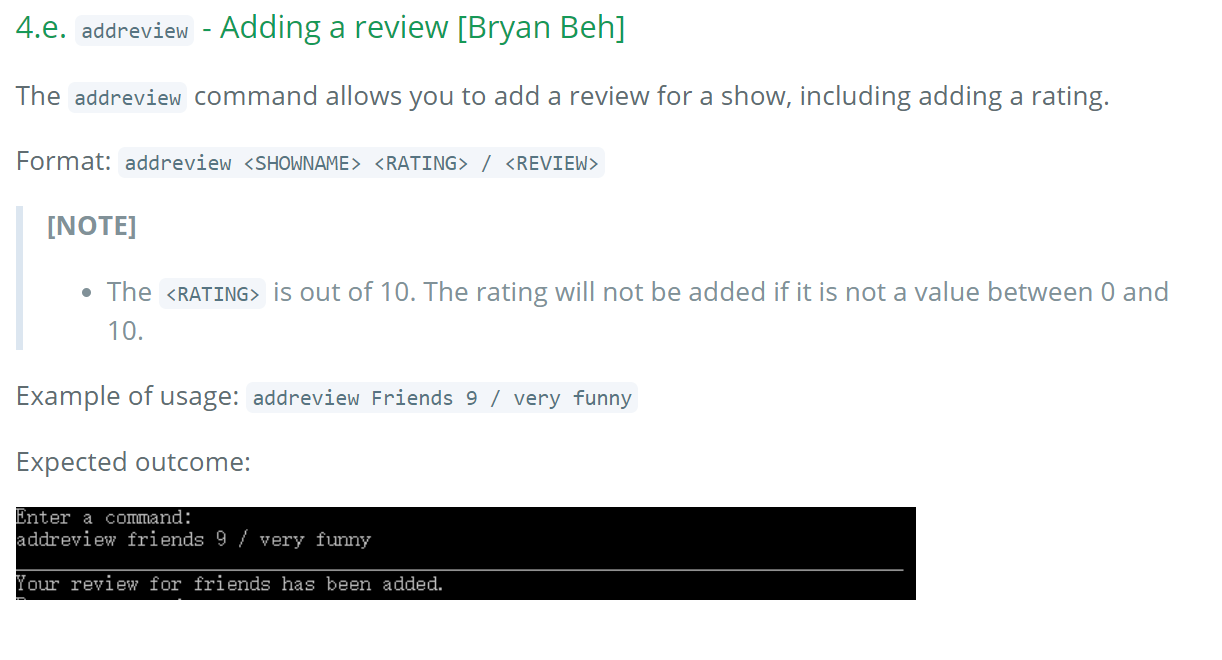 4.e. addreview - Adding a review [Bryan Beh]
The addreview command allows you to add a review for a show, including adding a rating.
Format: addreview <SHOWNAME> <RATING> / <REVIEW>
[NOTE]
• The <RATING> is out of 10. The rating will not be added if it is not a value between 0 and
10.
Example of usage: addreview Friends 9 / very funny
Expected outcome:
Enter a command:
addreview friends 9 / very funny
Your review for friends has been added.